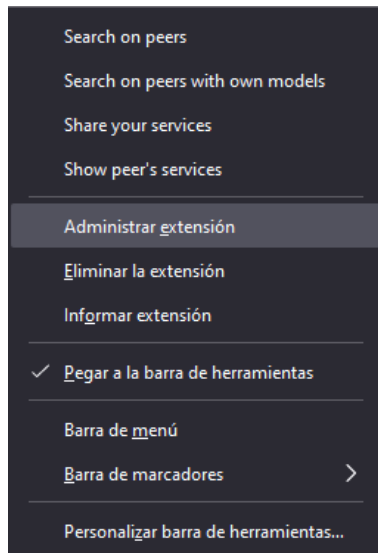 Search on peers
Search on peers with own models
Share your services
Show peer's services
Administrar extensión
Eliminar la extensión
Informar extensión
Pegar a la barra de herramientas
Barra de menú
Barra de marcadores
Personalizar barra de herramientas...